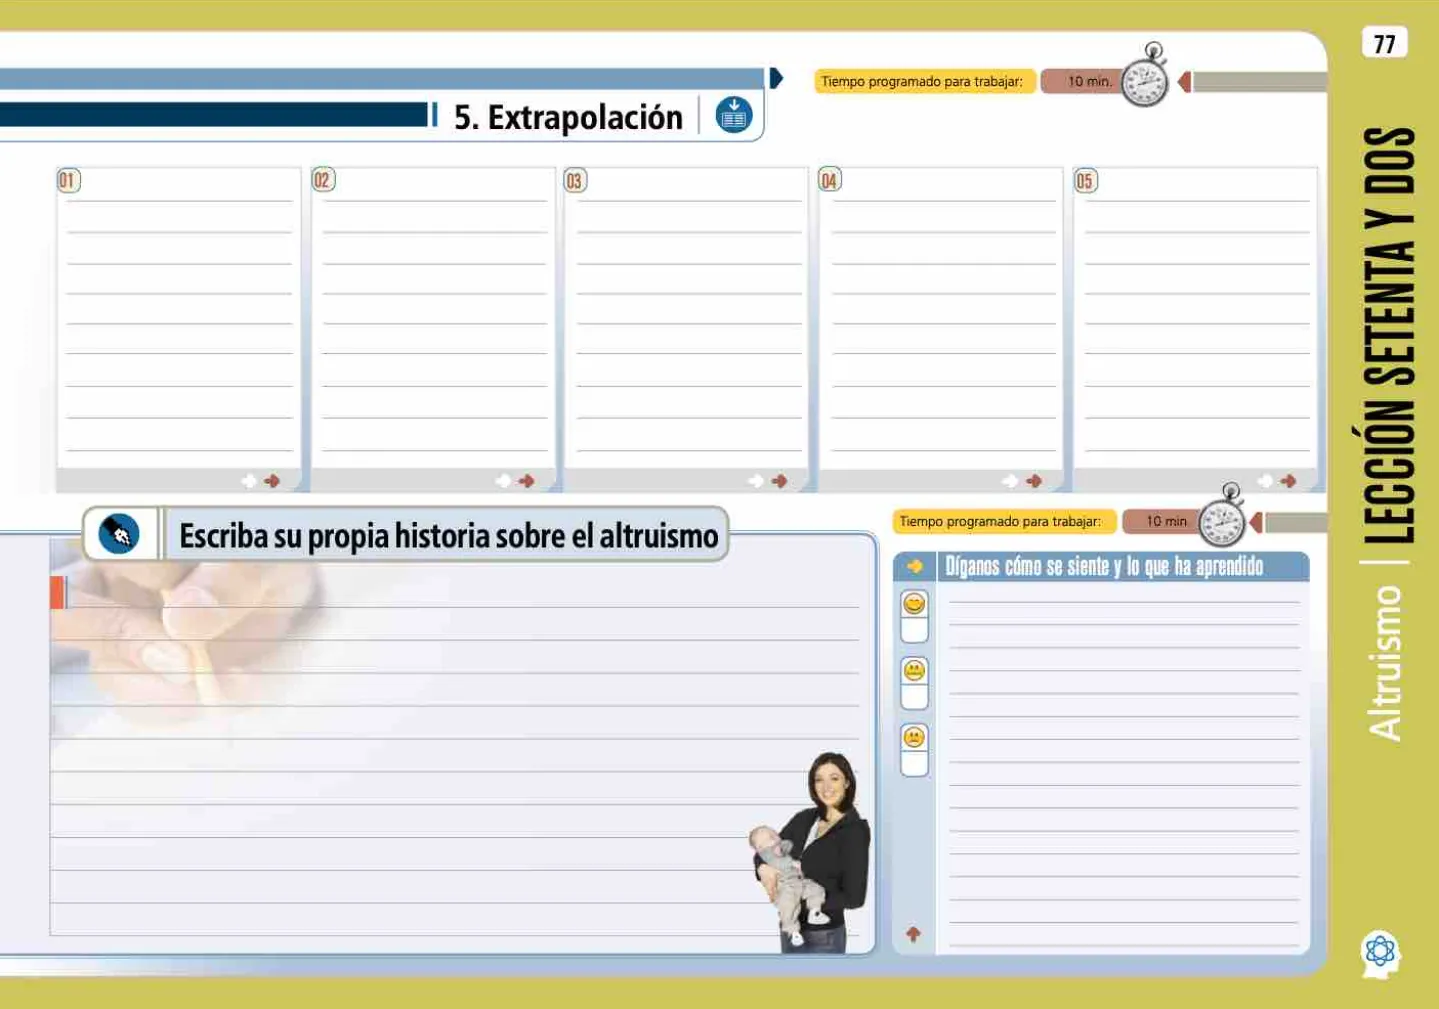 77
Tiempo programado para trabajar:
10 min.
5. Extrapolación
01
02
03
04
05
Escriba su propia historia sobre el altruismo
Tiempo programado para trabajar:
10 min
Díganos cómo se siente y lo que ha aprendido
Altruismo | LECCIÓN SETENTA Y DOS